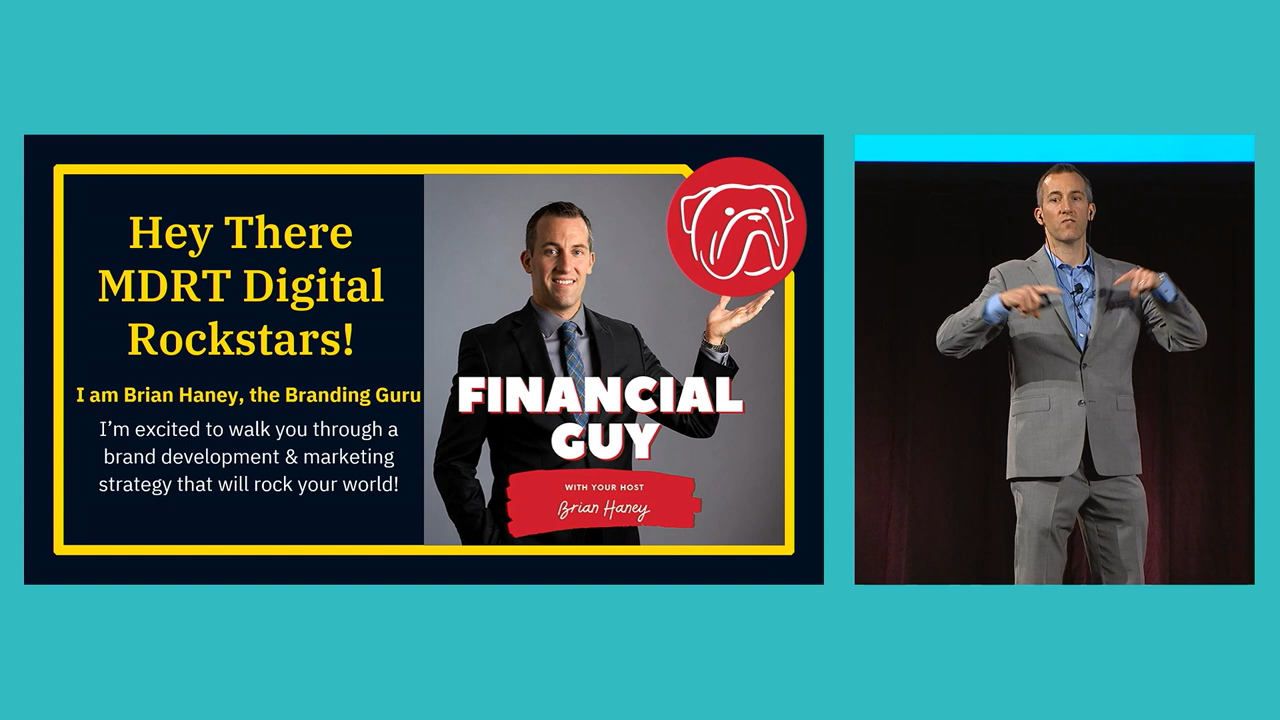 Hey There
MDRT Digital
Rockstars!
I am Brian Haney, the Branding Guru
I’m excited to walk you through a
brand development & marketing
strategy that will rock your world!
FINANCIAL
GUY
WITH YOUR HOST
Brian Haney